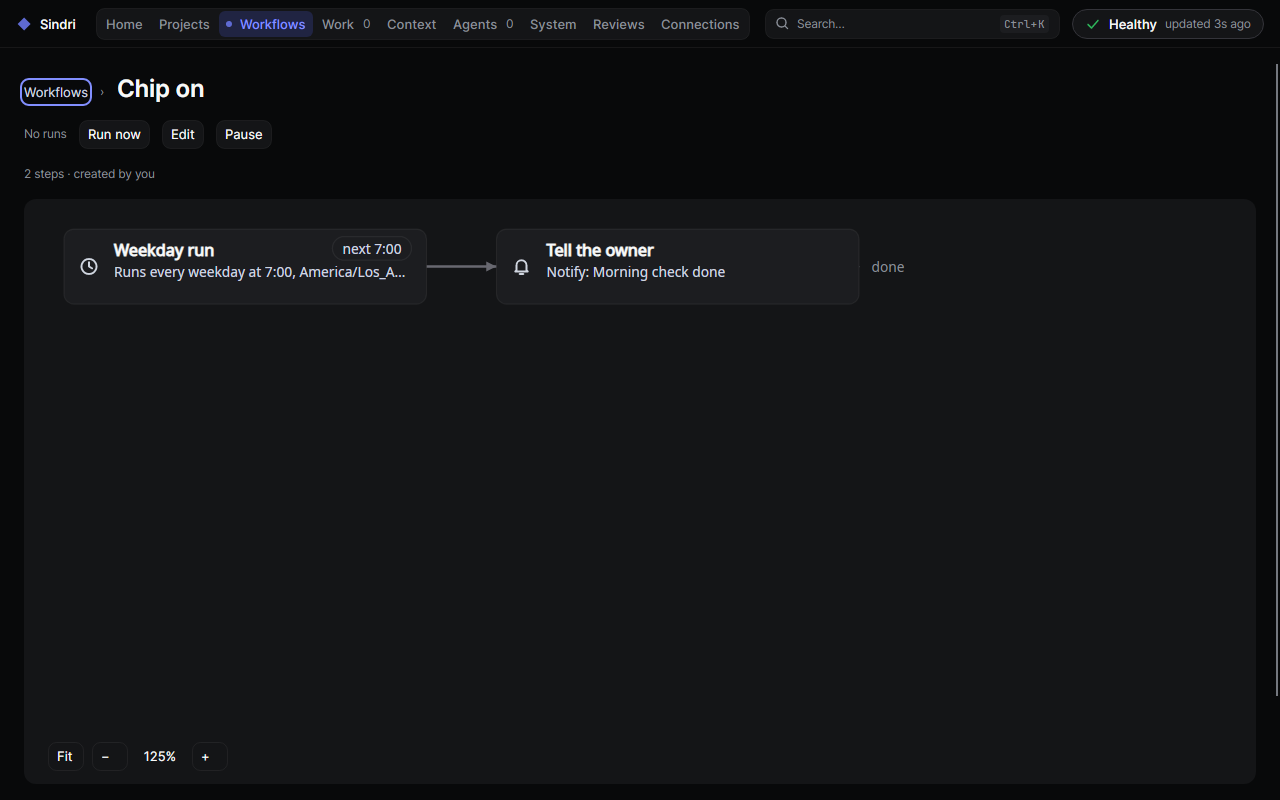 Sindri Home Projects Workflows Work 0 Context Agents 0 System Reviews Connections Search... Ctrl+K Healthy updated 3s ago
Workflows › Chip on
No runs Run now Edit Pause
2 steps · created by you
Weekday run next 7:00
Runs every weekday at 7:00, America/Los_A...
Tell the owner
Notify: Morning check done
done
Fit − 125% +